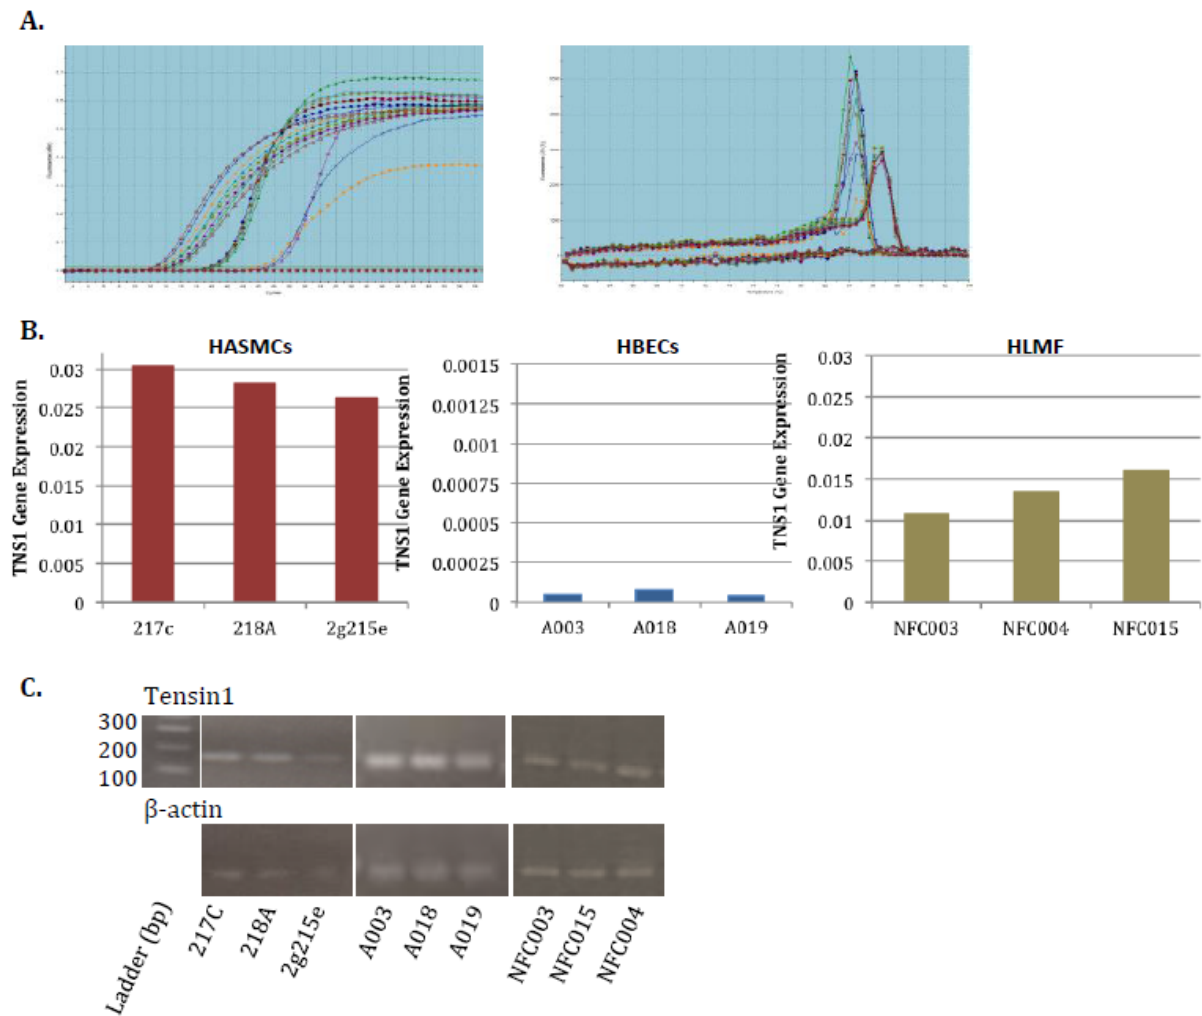 A.
Cycles
Temperature (°C)
B.
HASMCs
TNS1 Gene Expression
0.03
0.025
0.02
0.015
0.01
0.005
0
217c 218A 2g215e
HBECs
TNS1 Gene Expression
0.0015
0.00125
0.001
0.00075
0.0005
0.00025
0
A003 A018 A019
HLMF
TNS1 Gene Expression
0.03
0.025
0.02
0.015
0.01
0.005
0
NFC003 NFC004 NFC015
C.
Tensin1
300
200
100
β-actin
Ladder (bp)
217C
218A
2g215e
A003
A018
A019
NFC003
NFC015
NFC004